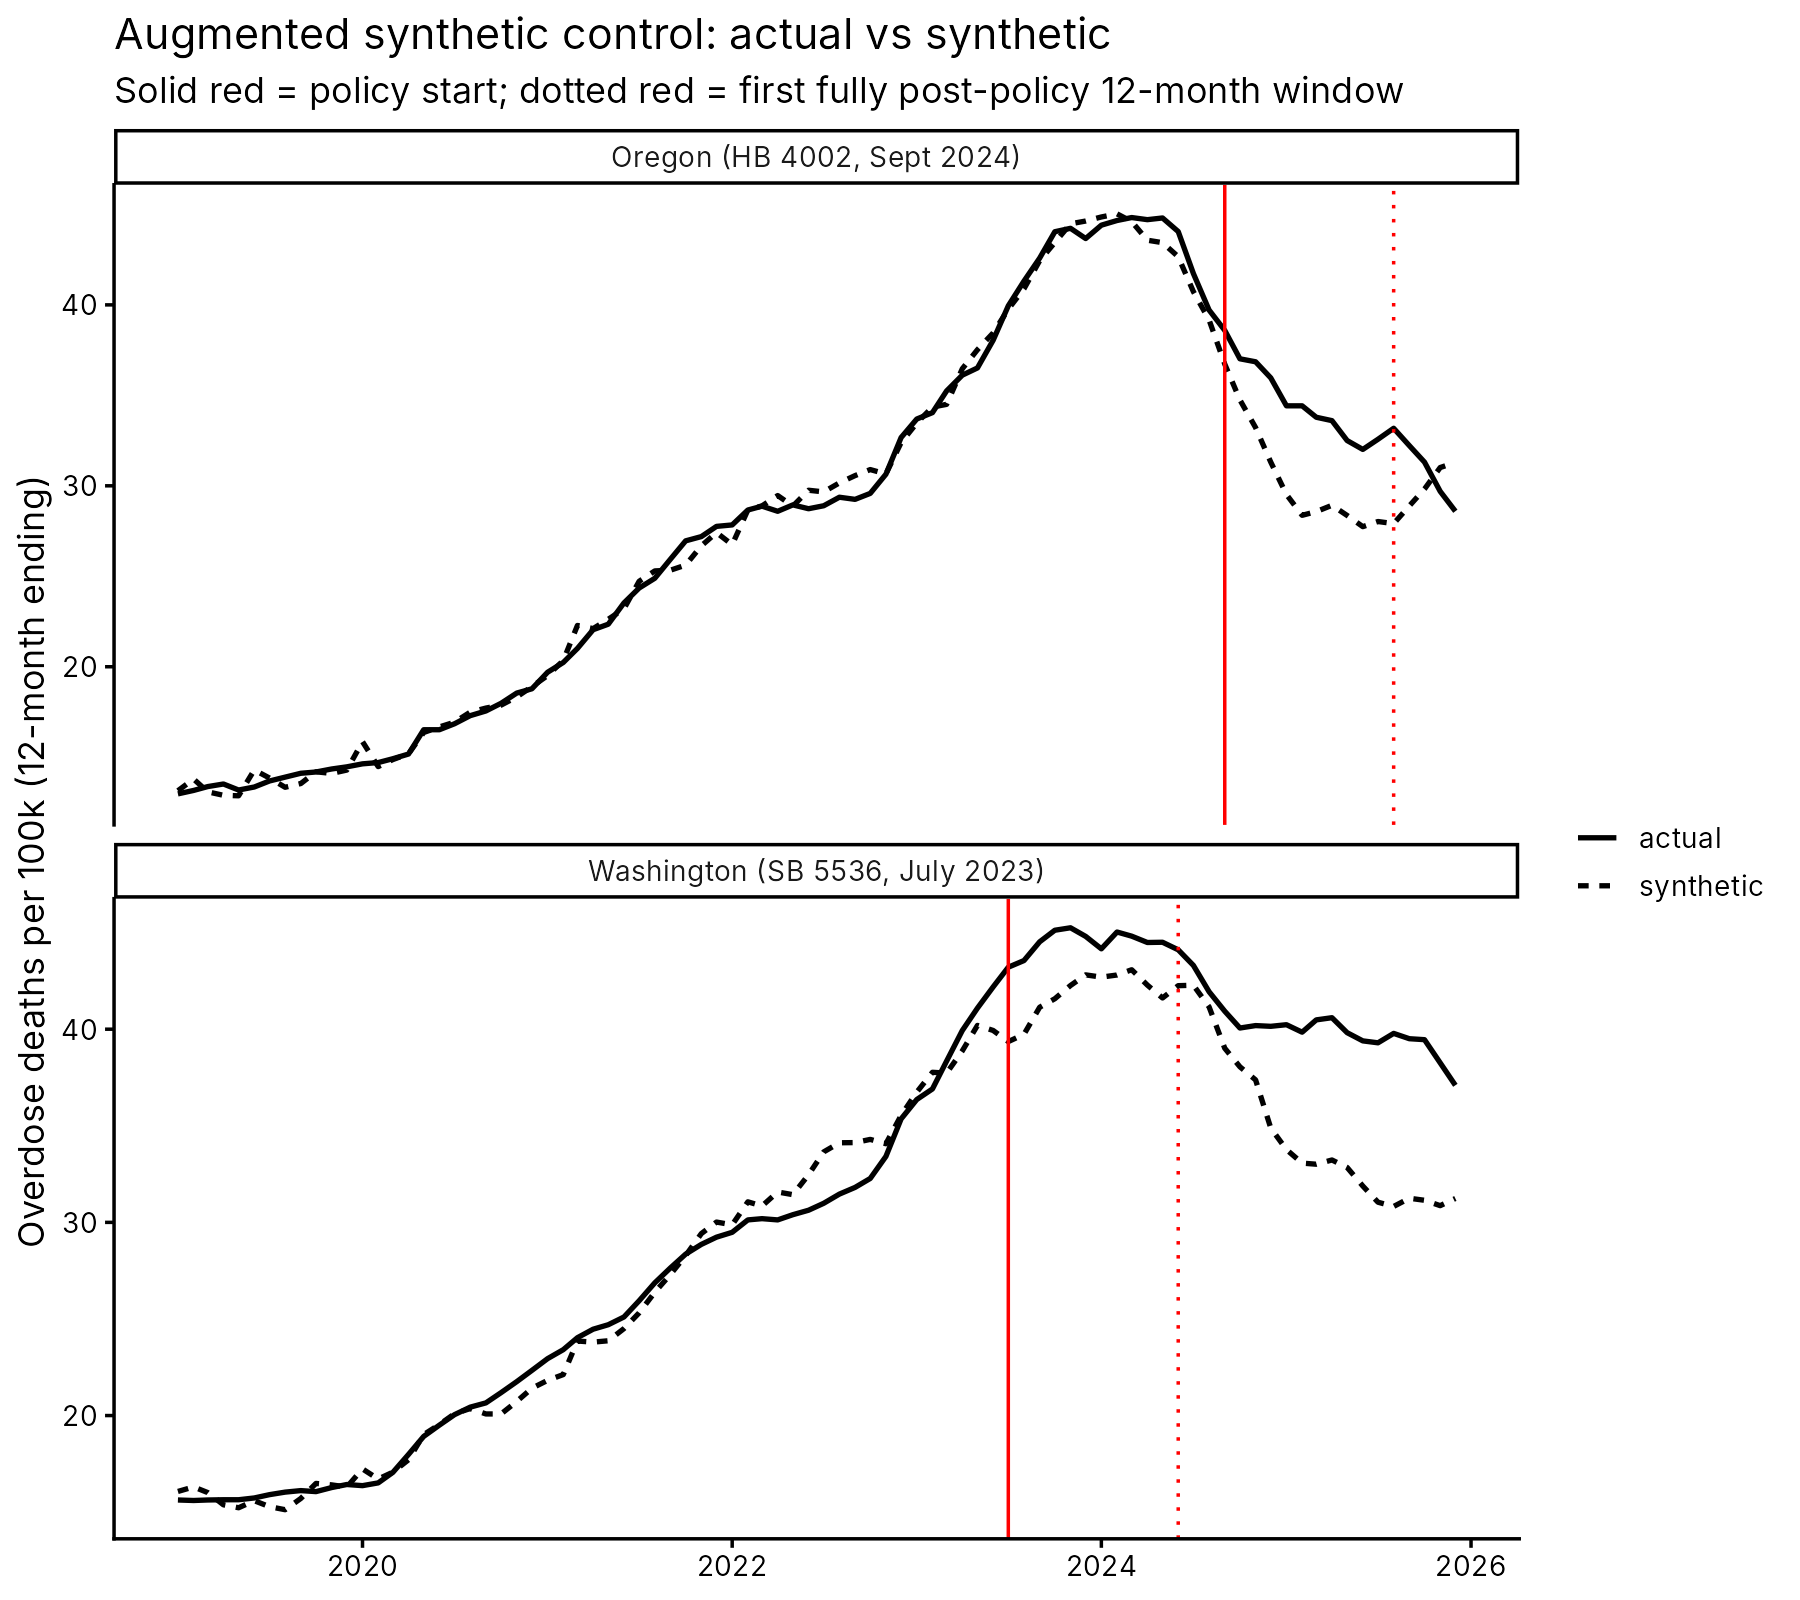 Augmented synthetic control: actual vs synthetic
Solid red = policy start; dotted red = first fully post-policy 12-month window
Overdose deaths per 100k (12-month ending)
Oregon (HB 4002, Sept 2024)
40
30
20
Washington (SB 5536, July 2023)
40
30
20
2020
2022
2024
2026
actual
synthetic